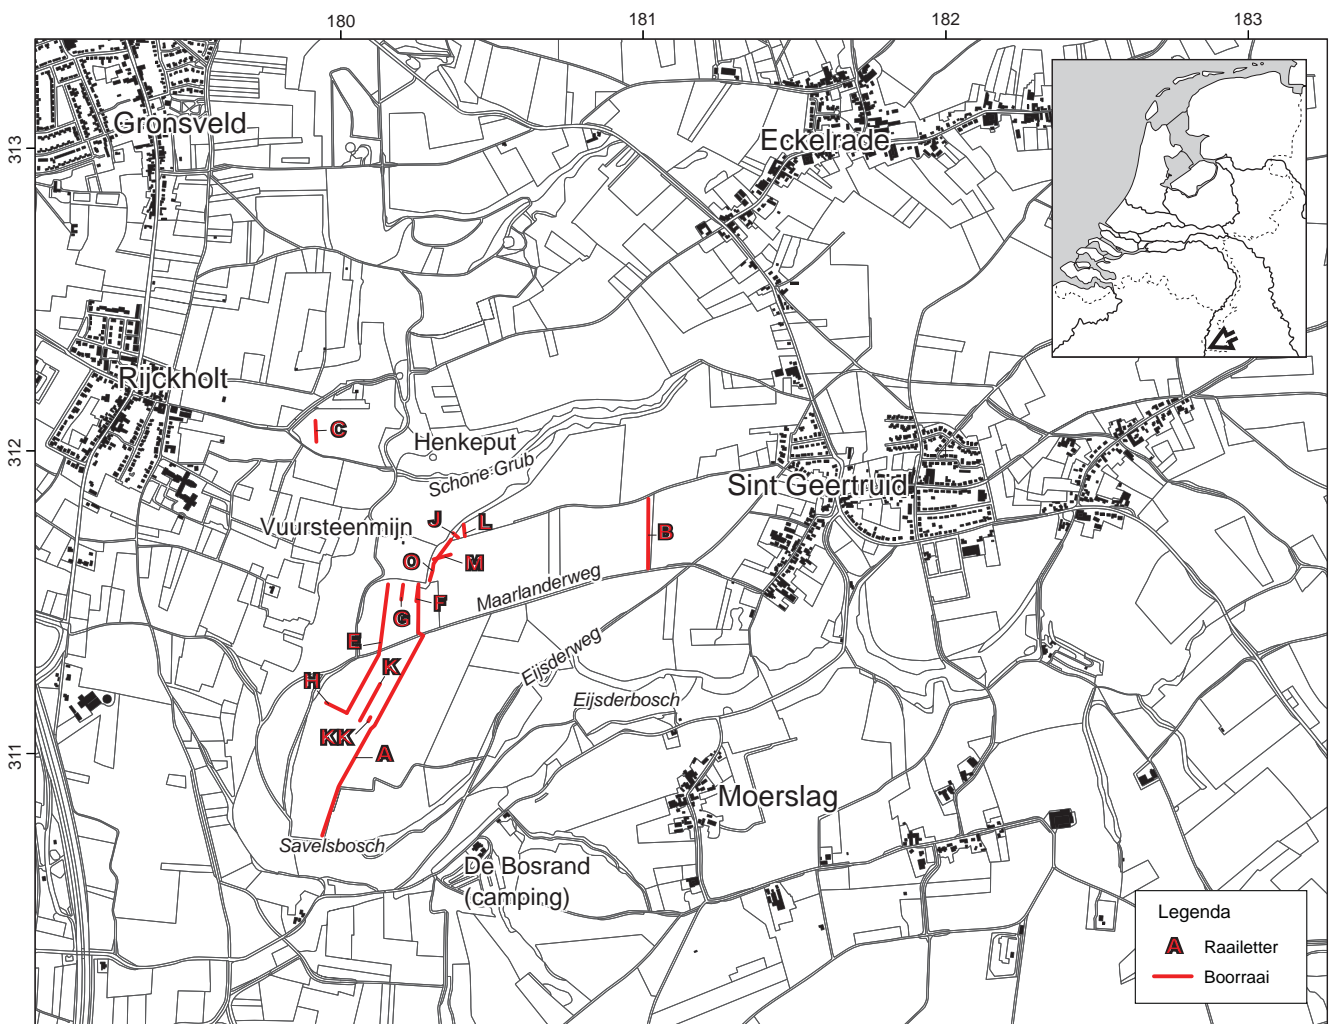 180
181
182
183
313
312
311
Gronsveld
Eckelrade
Rijckholt
C
Henkeput
Schone Grub
Sint Geertruid
Vuursteenmijn
J
L
B
O
M
Maarlanderweg
G
F
E
Eijsderweg
K
H
Eijsderbosch
KK
A
Moerslag
Savelsbosch
De Bosrand
(camping)
Legenda
A Raailetter
Boorraai